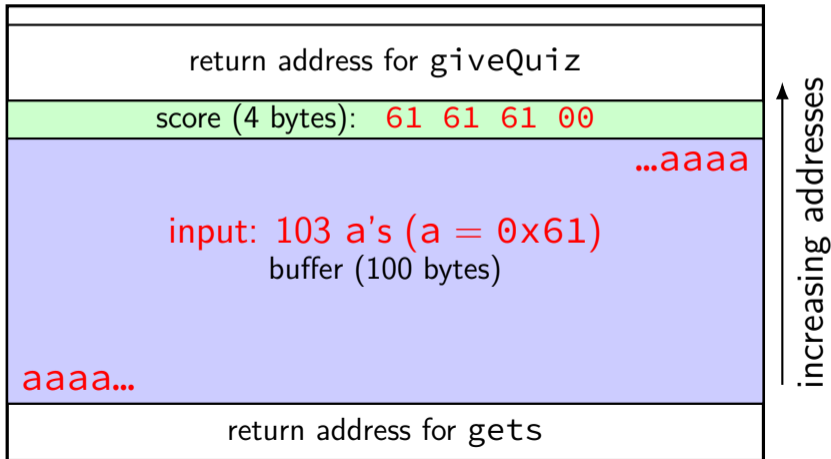 return address for giveQuiz
score (4 bytes): 61 61 61 00
…aaaa
input: 103 a's (a = 0x61)
buffer (100 bytes)
aaaa…
return address for gets
increasing addresses